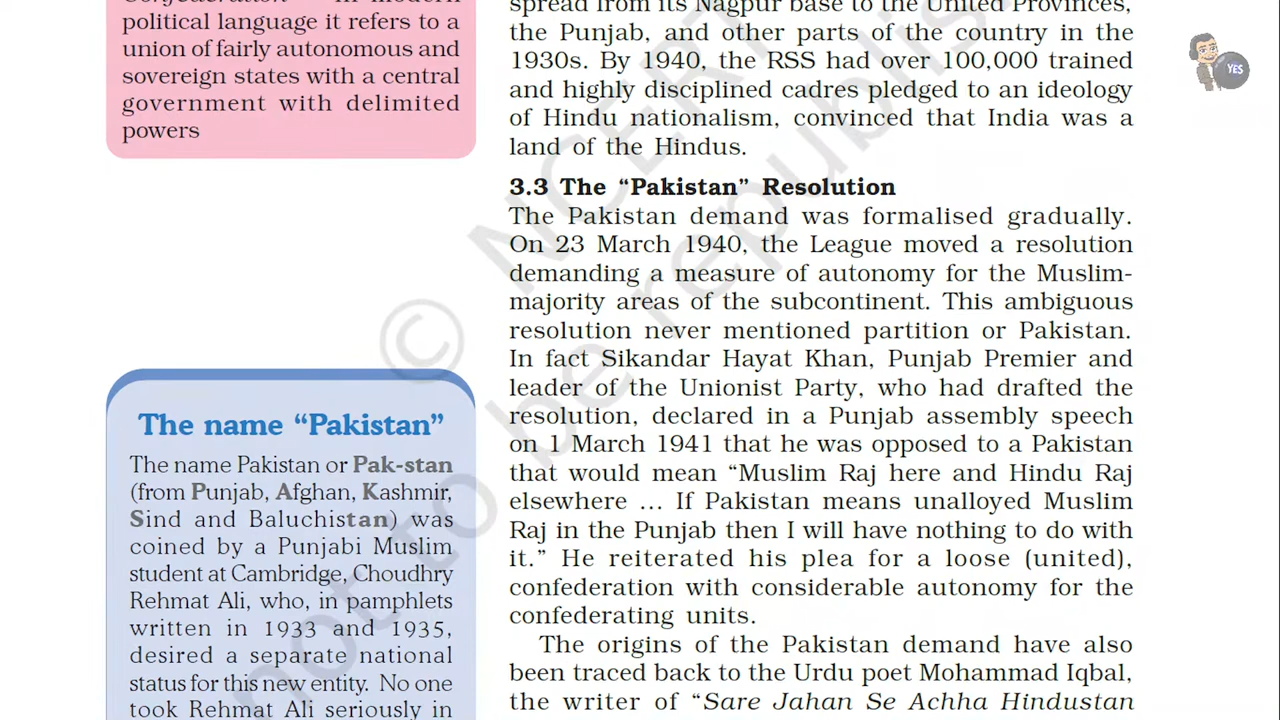 Confederation – In modern
political language it refers to a
union of fairly autonomous and
sovereign states with a central
government with delimited
powers
The name “Pakistan”
The name Pakistan or Pak-stan
(from Punjab, Afghan, Kashmir,
Sind and Baluchistan) was
coined by a Punjabi Muslim
student at Cambridge, Choudhry
Rehmat Ali, who, in pamphlets
written in 1933 and 1935,
desired a separate national
status for this new entity. No one
took Rehmat Ali seriously in
spread from its Nagpur base to the United Provinces,
the Punjab, and other parts of the country in the
1930s. By 1940, the RSS had over 100,000 trained
and highly disciplined cadres pledged to an ideology
of Hindu nationalism, convinced that India was a
land of the Hindus.
3.3 The “Pakistan” Resolution
The Pakistan demand was formalised gradually.
On 23 March 1940, the League moved a resolution
demanding a measure of autonomy for the Muslim-
majority areas of the subcontinent. This ambiguous
resolution never mentioned partition or Pakistan.
In fact Sikandar Hayat Khan, Punjab Premier and
leader of the Unionist Party, who had drafted the
resolution, declared in a Punjab assembly speech
on 1 March 1941 that he was opposed to a Pakistan
that would mean “Muslim Raj here and Hindu Raj
elsewhere ... If Pakistan means unalloyed Muslim
Raj in the Punjab then I will have nothing to do with
it.” He reiterated his plea for a loose (united),
confederation with considerable autonomy for the
confederating units.
The origins of the Pakistan demand have also
been traced back to the Urdu poet Mohammad Iqbal,
the writer of “Sare Jahan Se Achha Hindustan
© NCERT
not to be republis
YES